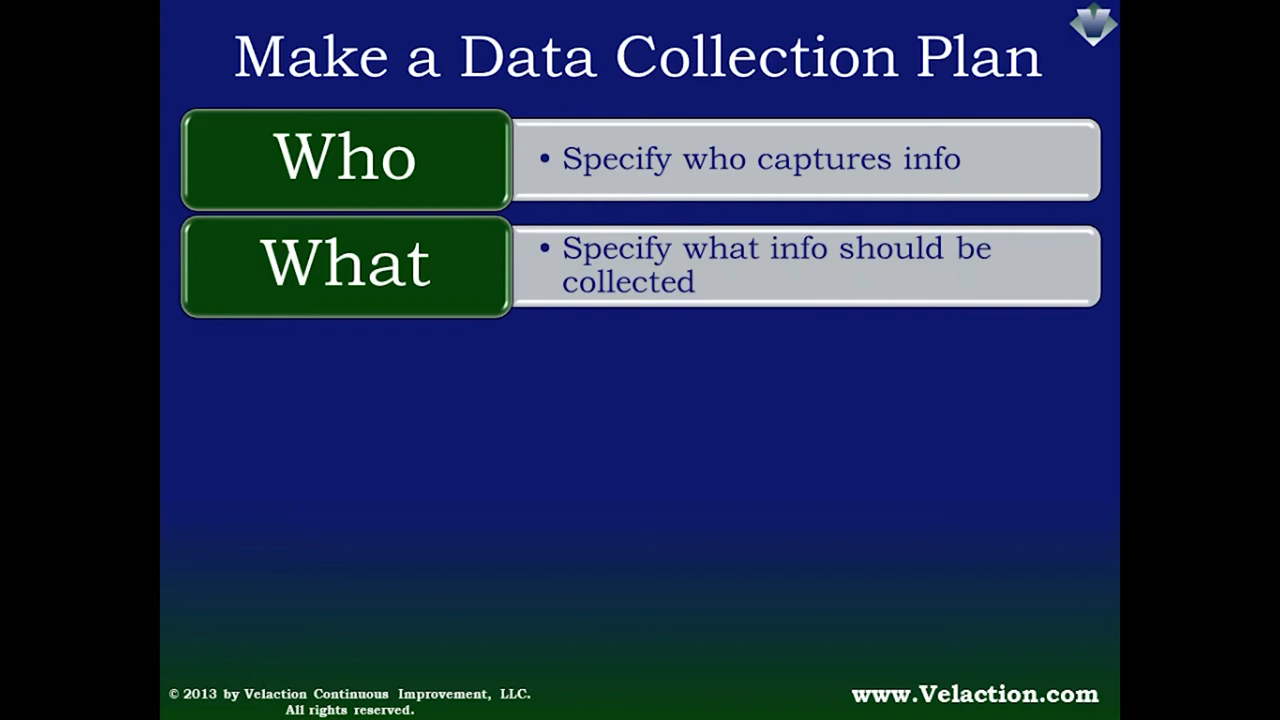 Make a Data Collection Plan
Who
• Specify who captures info
What
• Specify what info should be
collected
© 2013 by Velaction Continuous Improvement, LLC.
All rights reserved.
www.Velaction.com